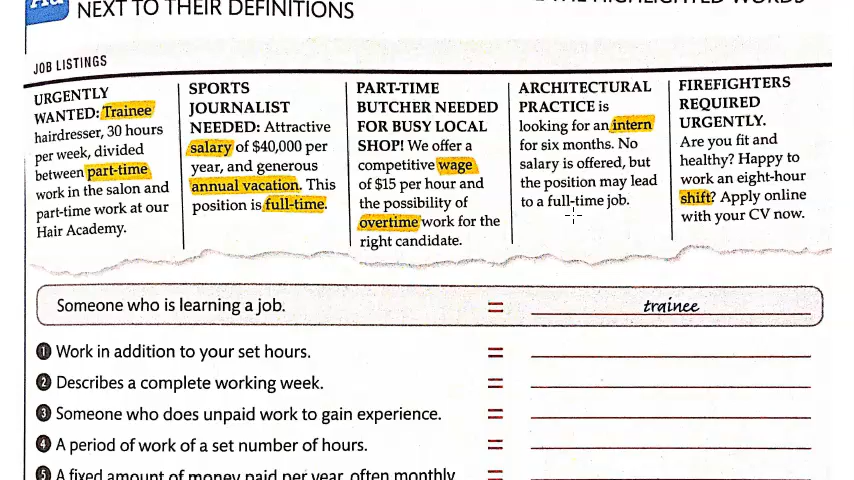 NEXT TO THEIR DEFINITIONS
JOB LISTINGS
URGENTLY
WANTED: Trainee
hairdresser, 30 hours
per week, divided
between part-time
work in the salon and
part-time work at our
Hair Academy.
SPORTS
JOURNALIST
NEEDED: Attractive
salary of $40,000 per
year, and generous
annual vacation. This
position is full-time.
PART-TIME
BUTCHER NEEDED
FOR BUSY LOCAL
SHOP! We offer a
competitive wage
of $15 per hour and
the possibility of
overtime work for the
right candidate.
ARCHITECTURAL
PRACTICE is
looking for an intern
for six months. No
salary is offered, but
the position may lead
to a full-time job.
FIREFIGHTERS
REQUIRED
URGENTLY.
Are you fit and
healthy? Happy to
work an eight-hour
shift? Apply online
with your CV now.
Someone who is learning a job. = trainee
1 Work in addition to your set hours. =
2 Describes a complete working week. =
3 Someone who does unpaid work to gain experience. =
4 A period of work of a set number of hours. =
5 A fixed amount of money paid per year, often monthly =